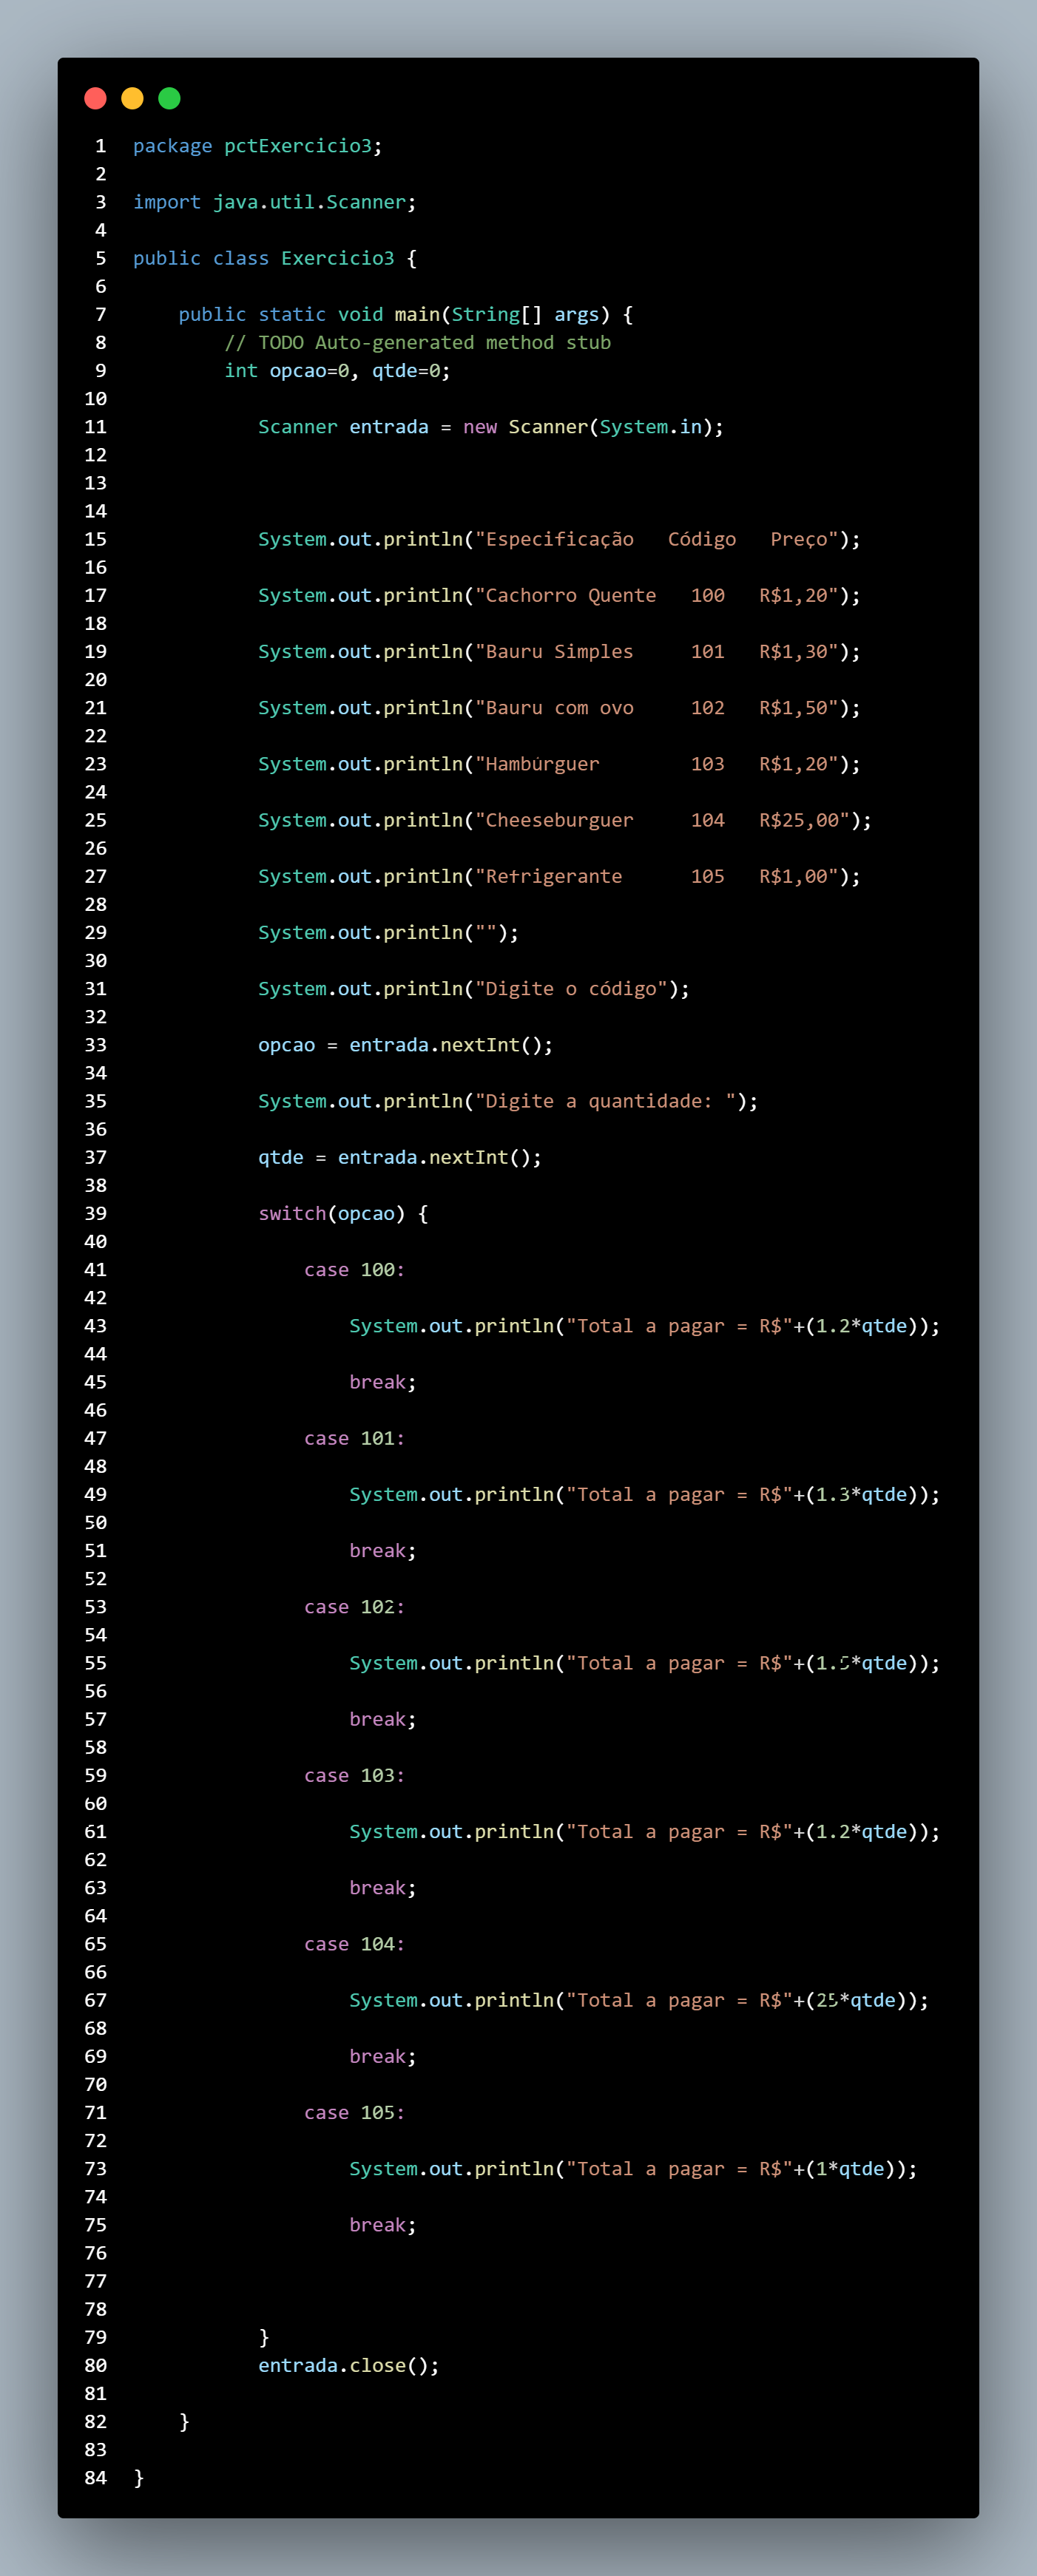 1 package pctExercicio3;
2
3 import java.util.Scanner;
4
5 public class Exercicio3 {
6
7     public static void main(String[] args) {
8         // TODO Auto-generated method stub
9         int opcao=0, qtde=0;
10
11            Scanner entrada = new Scanner(System.in);
12
13
14
15            System.out.println("Especificação   Código   Preço");
16
17            System.out.println("Cachorro Quente   100   R$1,20");
18
19            System.out.println("Bauru Simples     101   R$1,30");
20
21            System.out.println("Bauru com ovo     102   R$1,50");
22
23            System.out.println("Hambúrguer        103   R$1,20");
24
25            System.out.println("Cheeseburguer     104   R$25,00");
26
27            System.out.println("Refrigerante      105   R$1,00");
28
29            System.out.println("");
30
31            System.out.println("Digite o código");
32
33            opcao = entrada.nextInt();
34
35            System.out.println("Digite a quantidade: ");
36
37            qtde = entrada.nextInt();
38
39            switch(opcao) {
40
41                case 100:
42
43                    System.out.println("Total a pagar = R$"+(1.2*qtde));
44
45                    break;
46
47                case 101:
48
49                    System.out.println("Total a pagar = R$"+(1.3*qtde));
50
51                    break;
52
53                case 102:
54
55                    System.out.println("Total a pagar = R$"+(1.5*qtde));
56
57                    break;
58
59                case 103:
60
61                    System.out.println("Total a pagar = R$"+(1.2*qtde));
62
63                    break;
64
65                case 104:
66
67                    System.out.println("Total a pagar = R$"+(25*qtde));
68
69                    break;
70
71                case 105:
72
73                    System.out.println("Total a pagar = R$"+(1*qtde));
74
75                    break;
76
77
78
79            }
80            entrada.close();
81
82     }
83
84 }